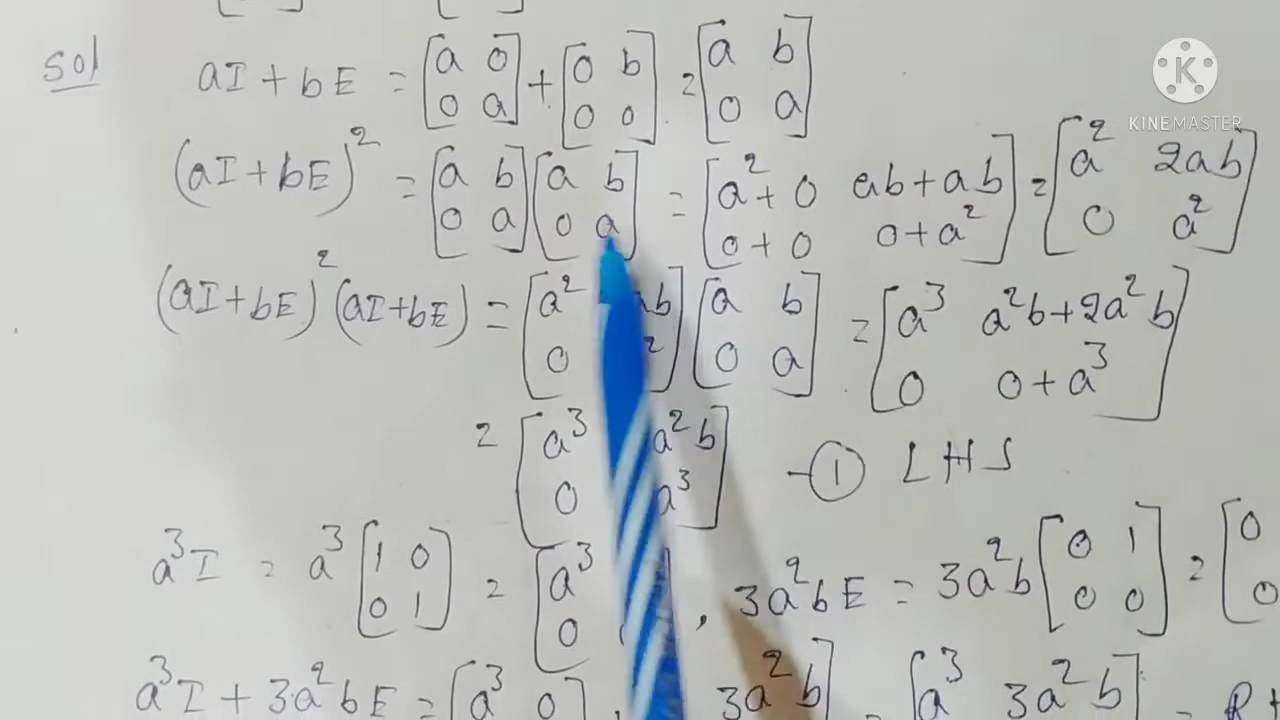 Sol aI + bE = [a 0 0 a] + [0 b 0 0] = [a b 0 a]
K
KINEMASTER
(aI + bE)² = [a b 0 a] [a b 0 a] = [a² + 0 ab + ab 0 + 0 0 + a²] = [a² 2ab 0 a²]
(aI + bE)² (aI + bE) = [a² b 0 2] [a b 0 a] = [a³ a²b + 2a²b 0 0 + a³]
= [a³ a²b 0 a³] - ① LHS
a³I = a³ [1 0 0 1] = [a³ 0 , 3a²bE = 3a²b [0 1 0 0] = [0 0
a³I + 3a²bE = [a³ 0] 3a²b] = [a³ 3a²b] =